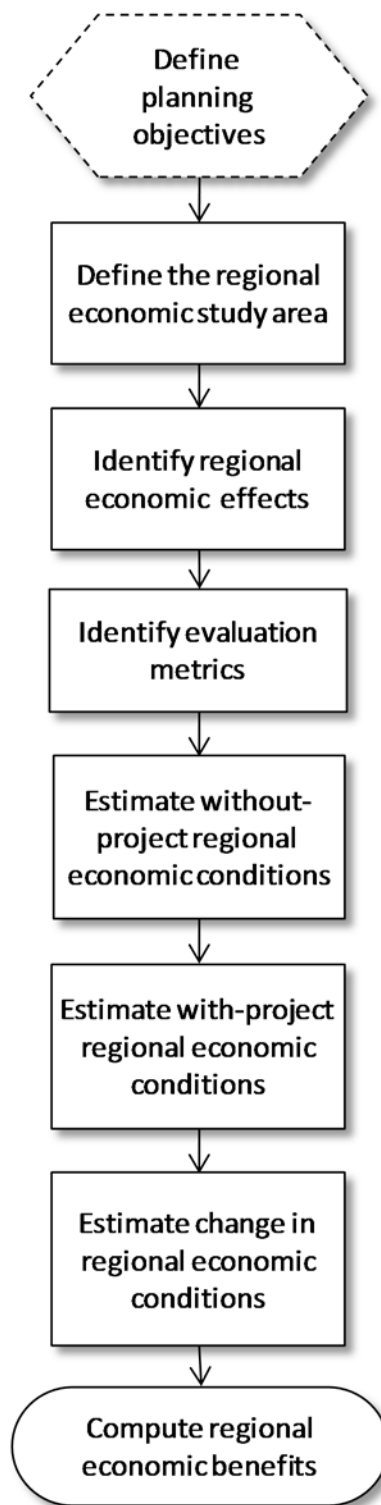 Define
planning
objectives
Define the regional
economic study area
Identify regional
economic effects
Identify evaluation
metrics
Estimate without-
project regional
economic conditions
Estimate with-project
regional economic
conditions
Estimate change in
regional economic
conditions
Compute regional
economic benefits